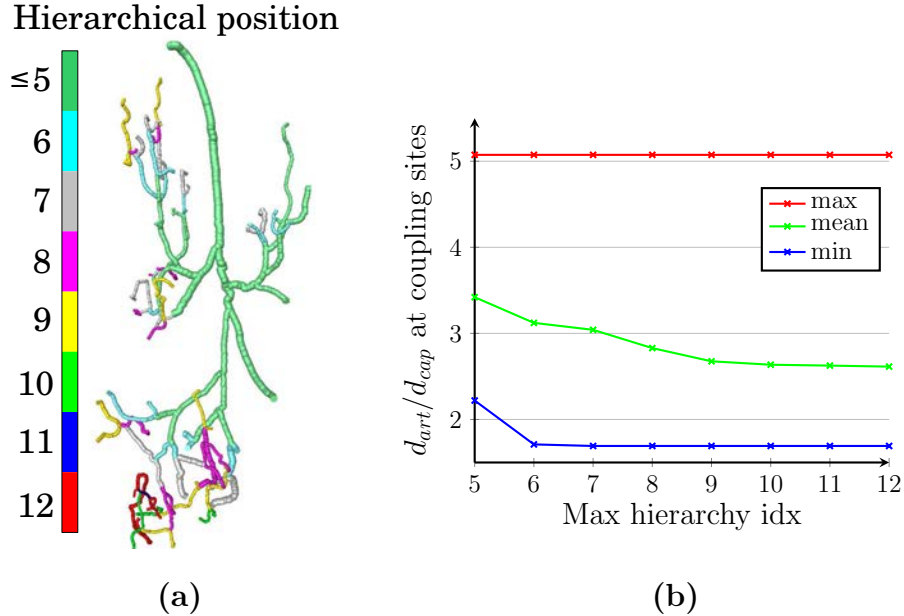 Hierarchical position
≤5
6
7
8
9
10
11
12
(a)
d_art/d_cap at coupling sites
5
4
3
2
max
mean
min
5 6 7 8 9 10 11 12
Max hierarchy idx
(b)